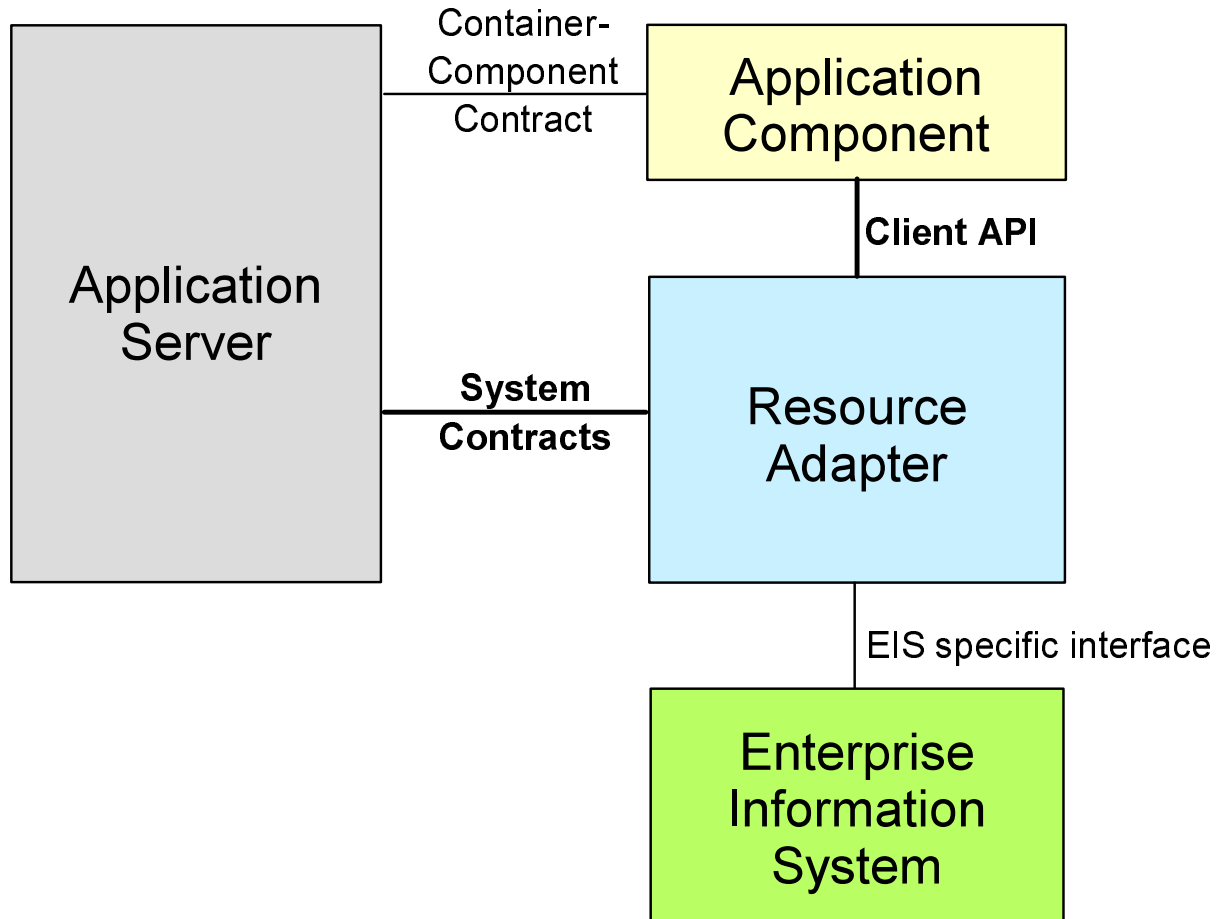 Container-
Component
Contract
Application
Component
Client API
Application
Server
System
Contracts
Resource
Adapter
EIS specific interface
Enterprise
Information
System